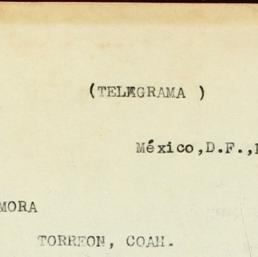 (TELEGRAMA )
México,D.F.,
MORA
TORREON, COAH.